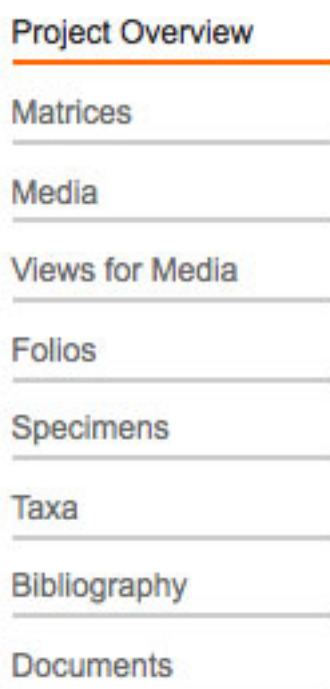 Project Overview
Matrices
Media
Views for Media
Folios
Specimens
Taxa
Bibliography
Documents